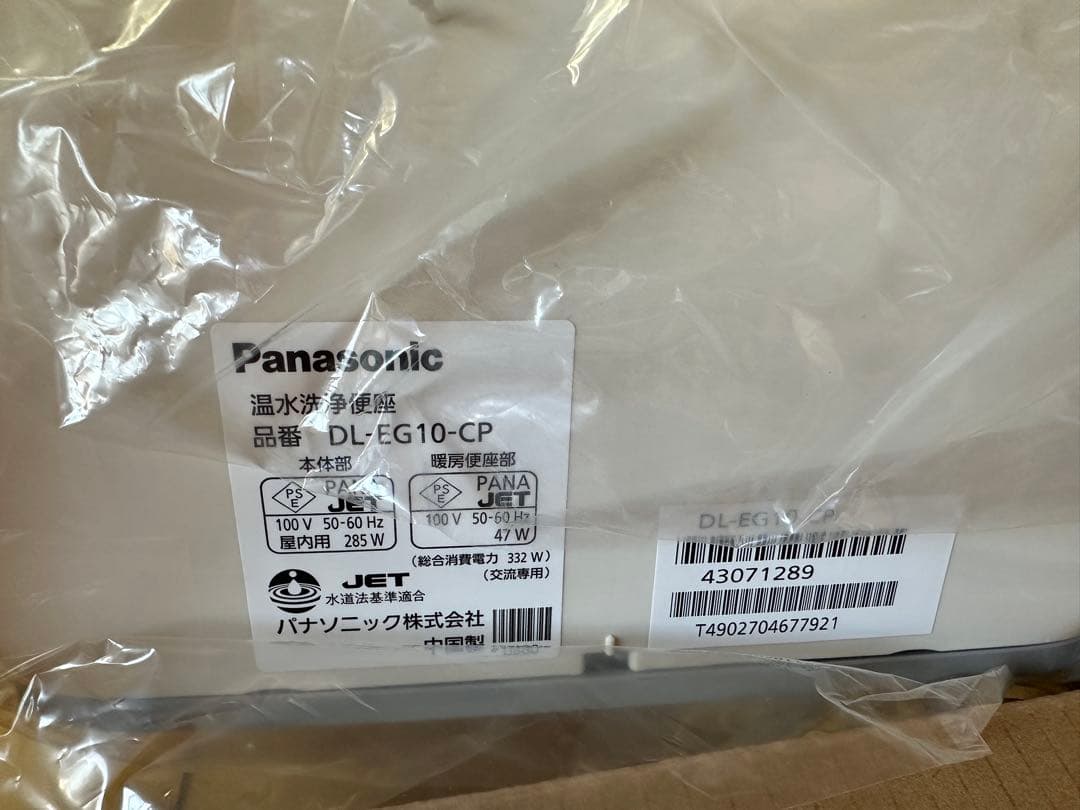 Panasonic
温水洗浄便座
品番 DL-EG10-CP
本体部 暖房便座部
PS E PANA JET
100 V 50-60 Hz
屋内用 285 W
PS E PANA JET
100 V 50-60 Hz
47 W
(総合消費電力 332 W)
(交流専用)
JET
水道法基準適合
パナソニック株式会社
中国製
DL-EG10-CP
43071289
T4902704677921